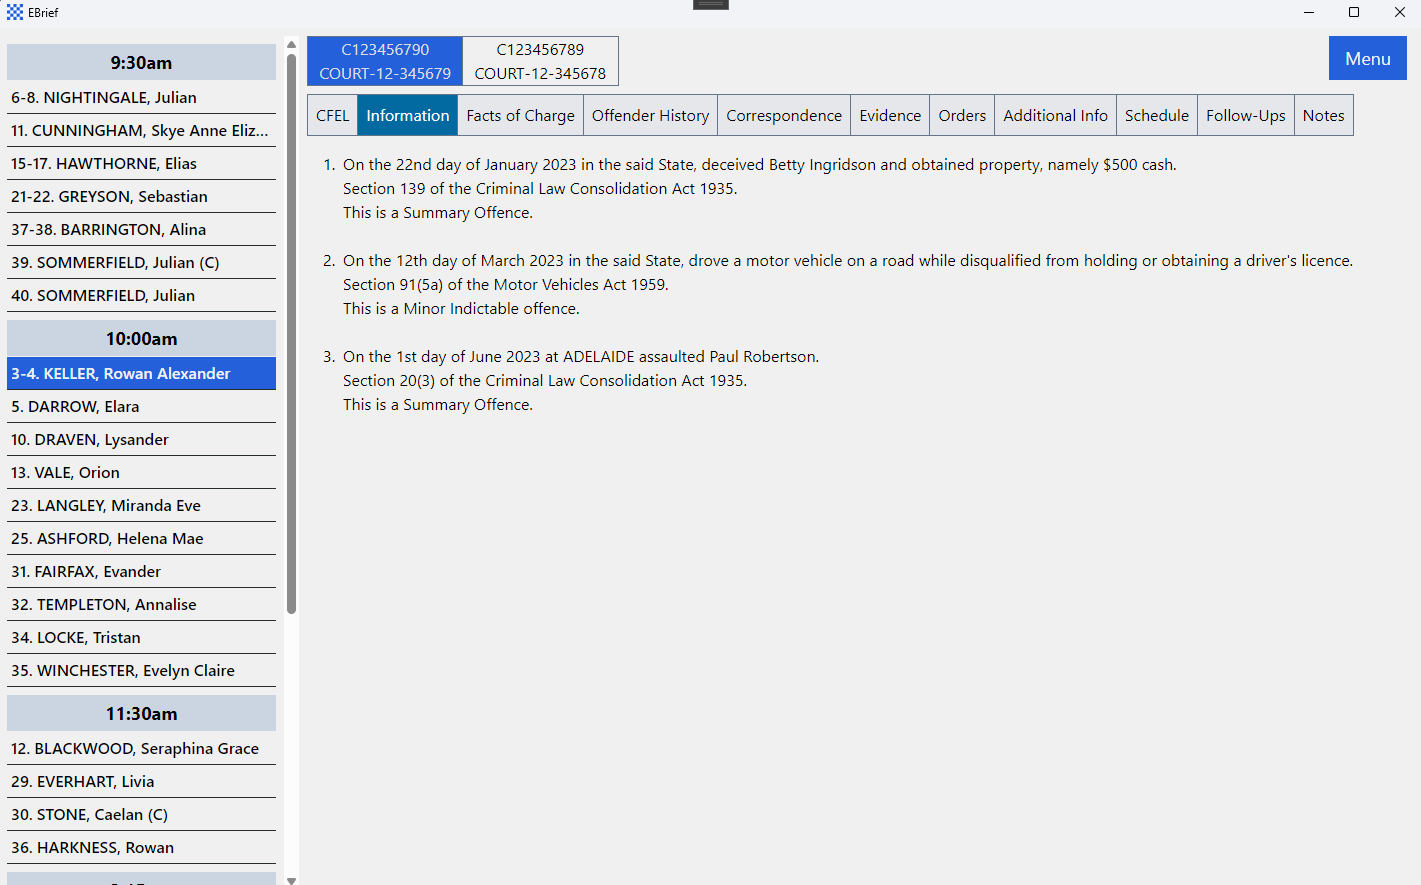 EBrief
9:30am
6-8. NIGHTINGALE, Julian
11. CUNNINGHAM, Skye Anne Eliz...
15-17. HAWTHORNE, Elias
21-22. GREYSON, Sebastian
37-38. BARRINGTON, Alina
39. SOMMERFIELD, Julian (C)
40. SOMMERFIELD, Julian
10:00am
3-4. KELLER, Rowan Alexander
5. DARROW, Elara
10. DRAVEN, Lysander
13. VALE, Orion
23. LANGLEY, Miranda Eve
25. ASHFORD, Helena Mae
31. FAIRFAX, Evander
32. TEMPLETON, Annalise
34. LOCKE, Tristan
35. WINCHESTER, Evelyn Claire
11:30am
12. BLACKWOOD, Seraphina Grace
29. EVERHART, Livia
30. STONE, Caelan (C)
36. HARKNESS, Rowan
C123456790
COURT-12-345679
C123456789
COURT-12-345678
Menu
CFEL Information Facts of Charge Offender History Correspondence Evidence Orders Additional Info Schedule Follow-Ups Notes
1. On the 22nd day of January 2023 in the said State, deceived Betty Ingridson and obtained property, namely $500 cash.
Section 139 of the Criminal Law Consolidation Act 1935.
This is a Summary Offence.
2. On the 12th day of March 2023 in the said State, drove a motor vehicle on a road while disqualified from holding or obtaining a driver's licence.
Section 91(5a) of the Motor Vehicles Act 1959.
This is a Minor Indictable offence.
3. On the 1st day of June 2023 at ADELAIDE assaulted Paul Robertson.
Section 20(3) of the Criminal Law Consolidation Act 1935.
This is a Summary Offence.